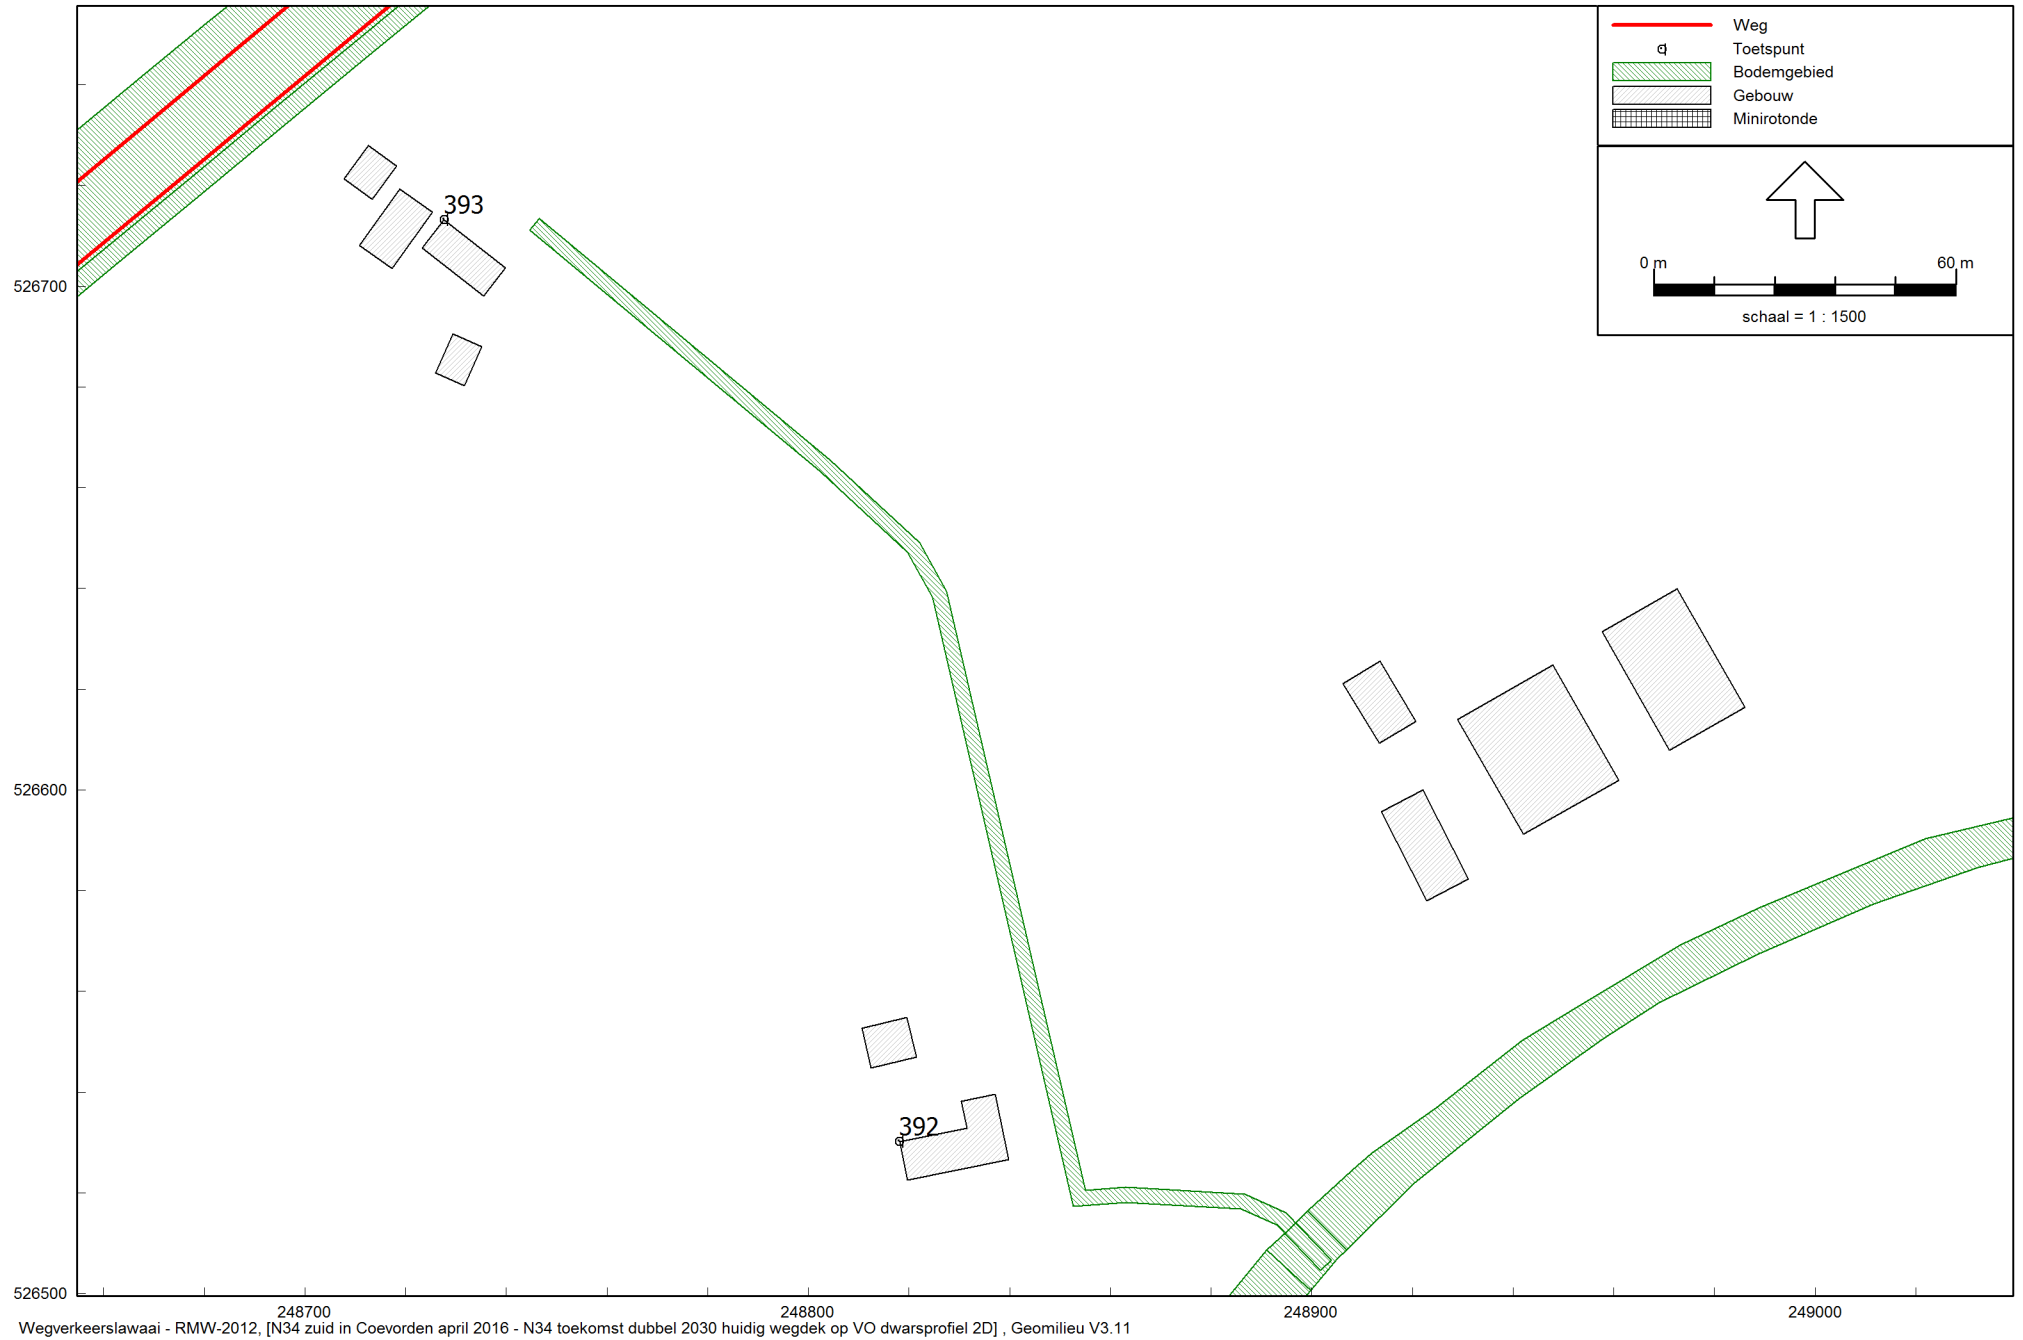 Weg
Toetspunt
Bodemgebied
Gebouw
Minirotonde
0 m 60 m
schaal = 1 : 1500
393
392
526700
526600
526500
248700 248800 248900 249000
Wegverkeerslawaai - RMW-2012, [N34 zuid in Coevorden april 2016 - N34 toekomst dubbel 2030 huidig wegdek op VO dwarsprofiel 2D] , Geomilieu V3.11